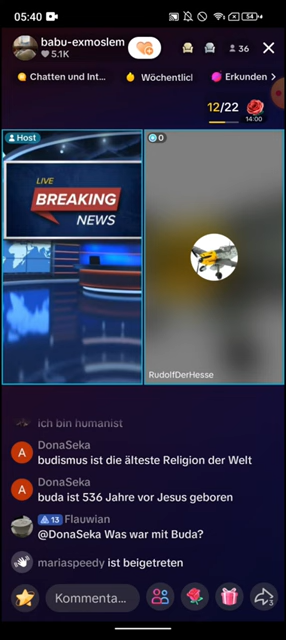 05:40
54
babu-exmoslem
5.1K
36
Chatten und Int...
Wöchentlicl
Erkunden
12/22
14:00
Host
0
LIVE
BREAKING
NEWS
RudolfDerHesse
ich bin humanist
A
DonaSeka
budismus ist die älteste Religion der Welt
A
DonaSeka
buda ist 536 Jahre vor Jesus geboren
13 Flauwian
@DonaSeka Was war mit Buda?
mariaspeedy ist beigetreten
Kommenta...
3